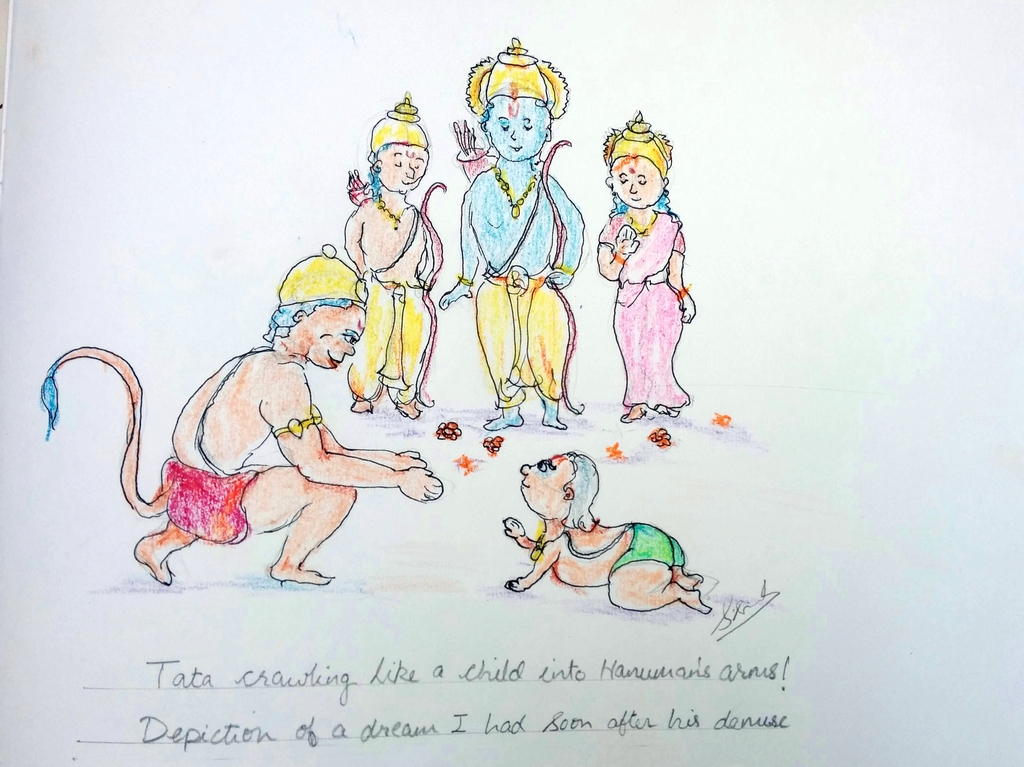 Tata crawling like a child into Hanuman's arms!
Depiction of a dream I had soon after his demise